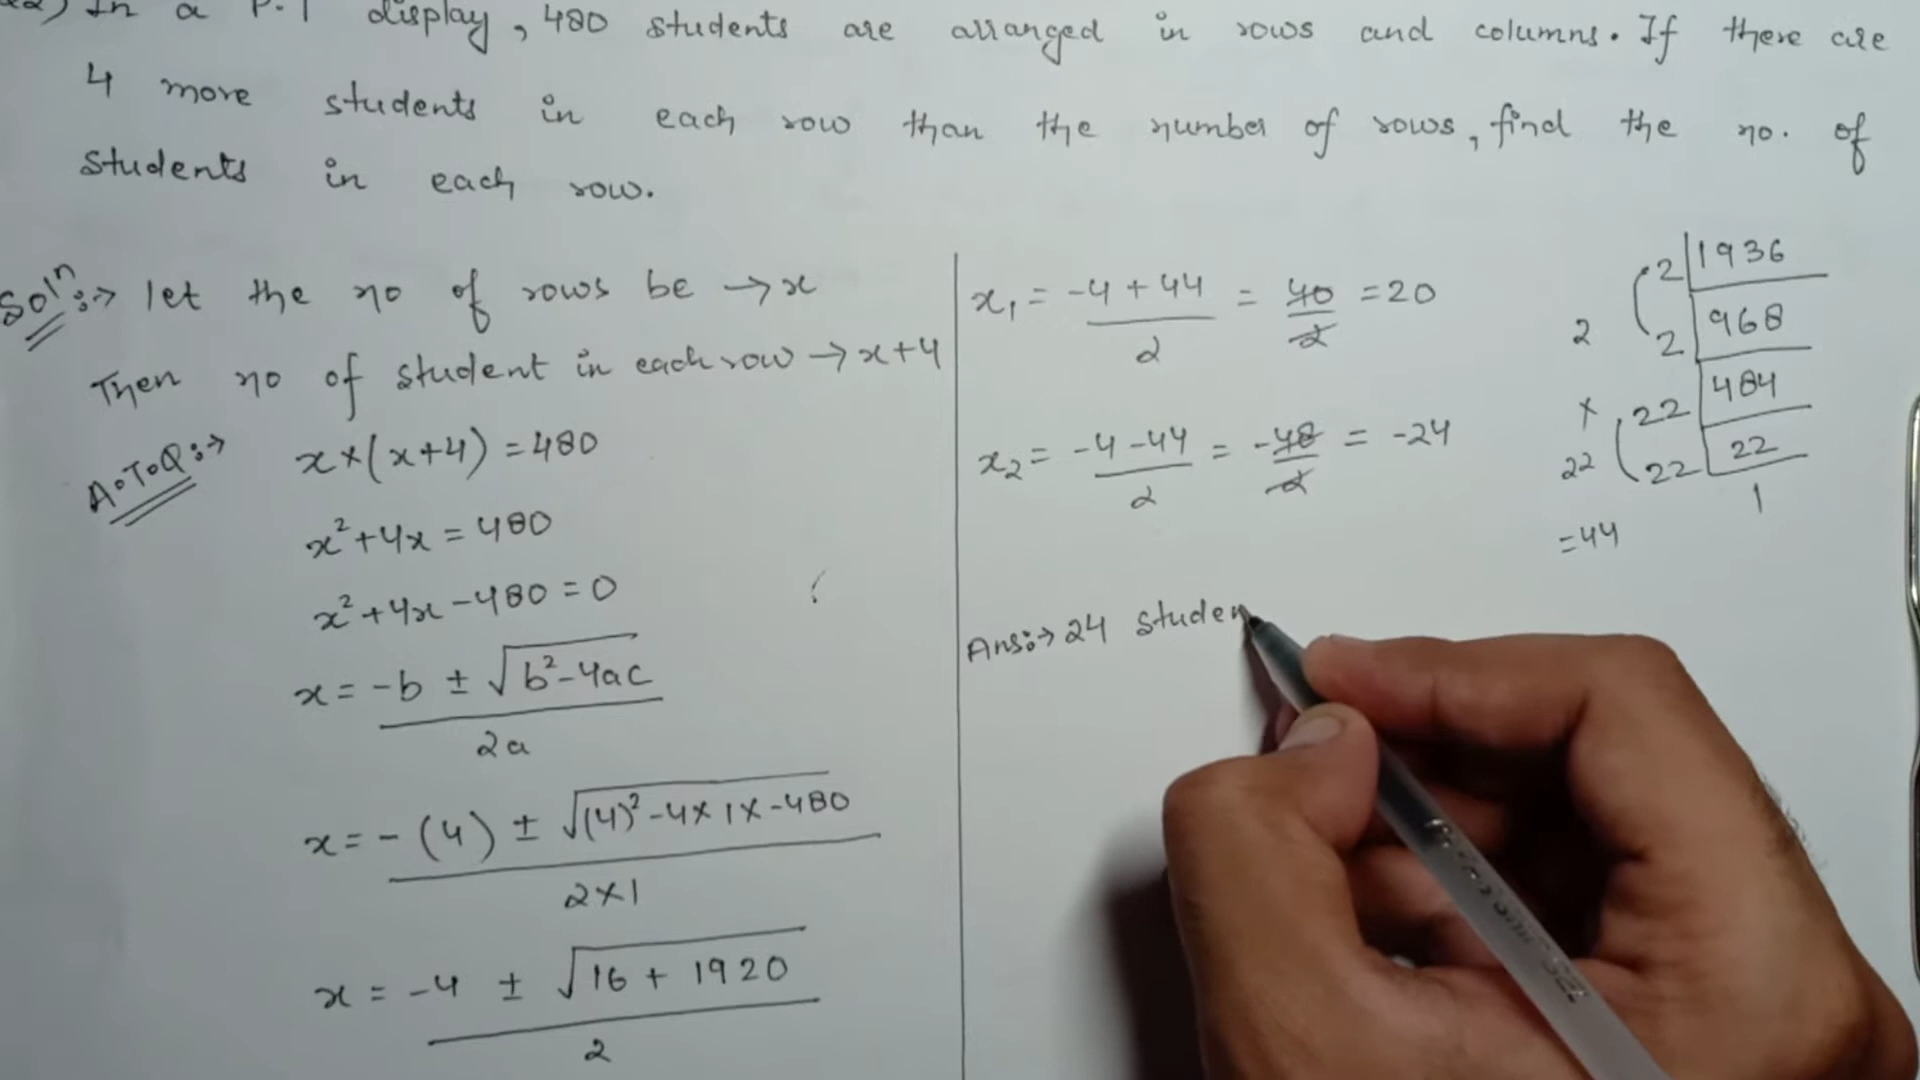 In a P.T display, 480 students are arranged in rows and columns. If there are
4 more students in each row than the number of rows, find the no. of
Students in each row.
Soln:→ let the no of rows be → x
Then no of student in each row → x+4
A.T.Q:→ x×(x+4) = 480
x²+4x = 480
x²+4x-480 = 0
x = -b ± √b²-4ac
2a
x = -(4) ± √(4)²-4×1×-480
2×1
x = -4 ± √16 + 1920
2
x₁ = -4+44 = 40 = 20
2 2
x₂ = -4-44 = -48 = -24
2 2
Ans:→ 24 Studen
2 1936
2 968
22 484
22 22
1
2
×
22
=44